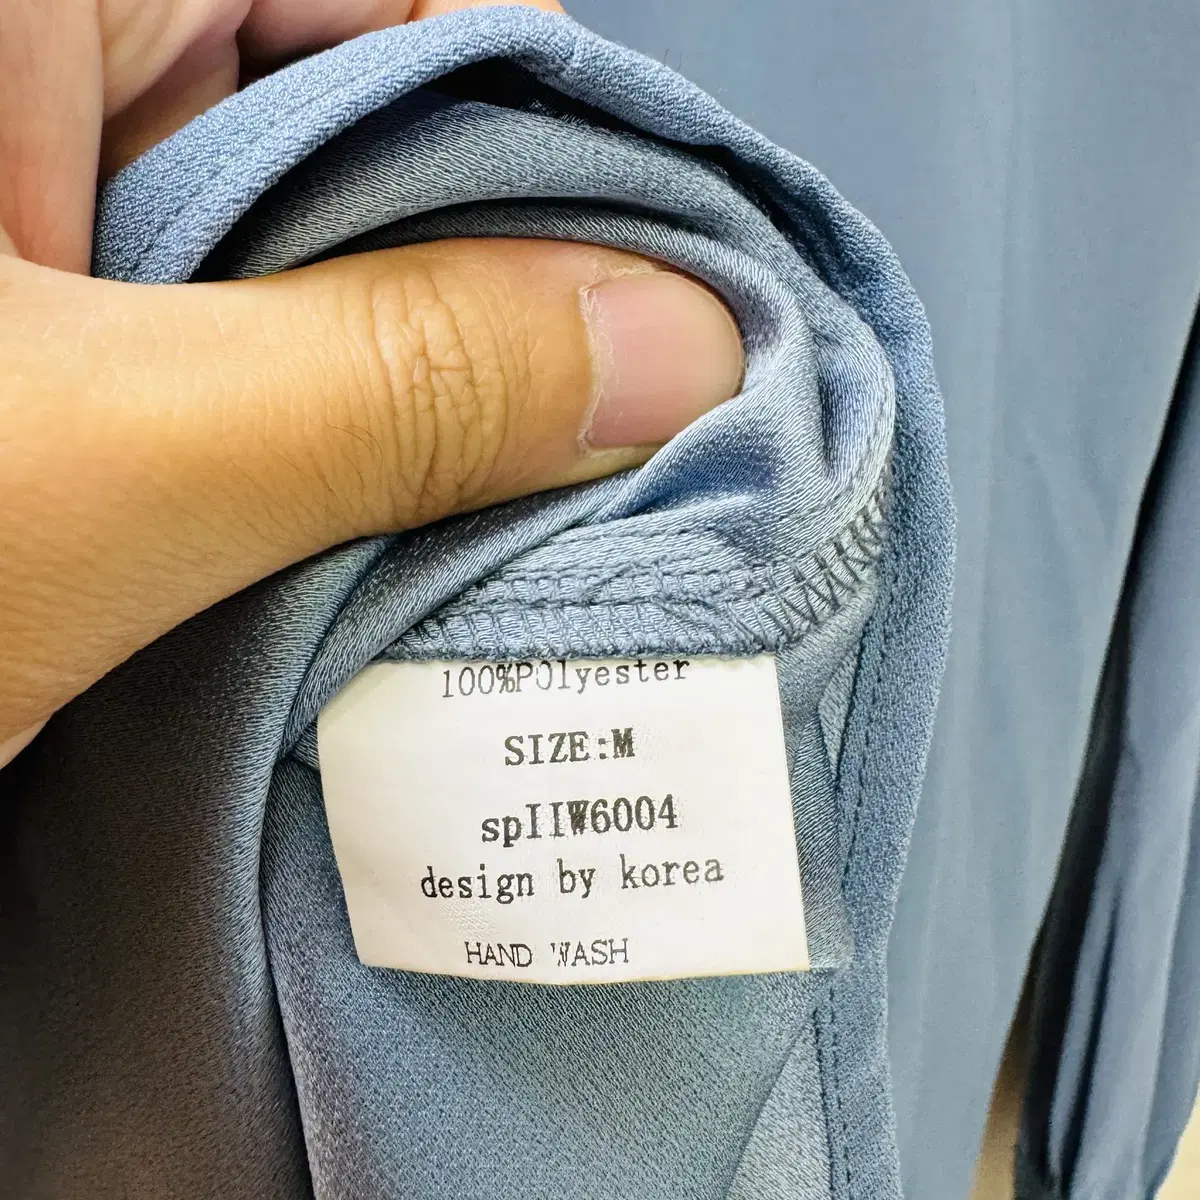 100%POlyester
SIZE:M
spIIW6004
design by korea
HAND WASH